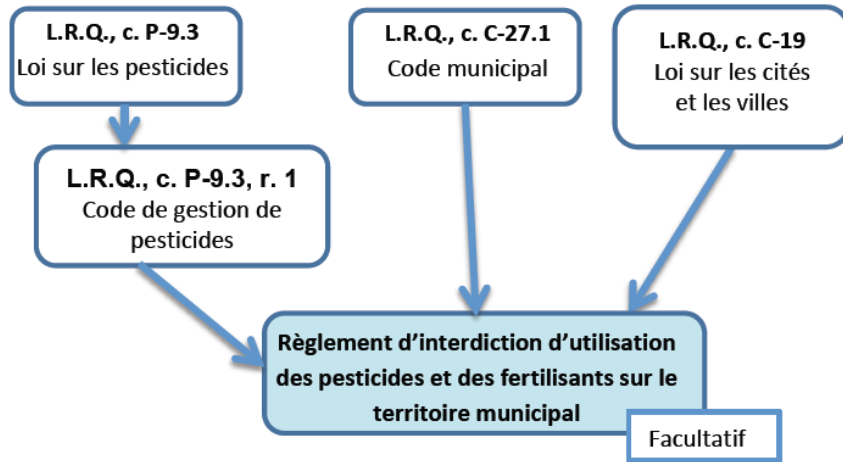 L.R.Q., c. P-9.3
Loi sur les pesticides
L.R.Q., c. C-27.1
Code municipal
L.R.Q., c. C-19
Loi sur les cités
et les villes
L.R.Q., c. P-9.3, r. 1
Code de gestion de
pesticides
Règlement d’interdiction d’utilisation
des pesticides et des fertilisants sur le
territoire municipal
Facultatif